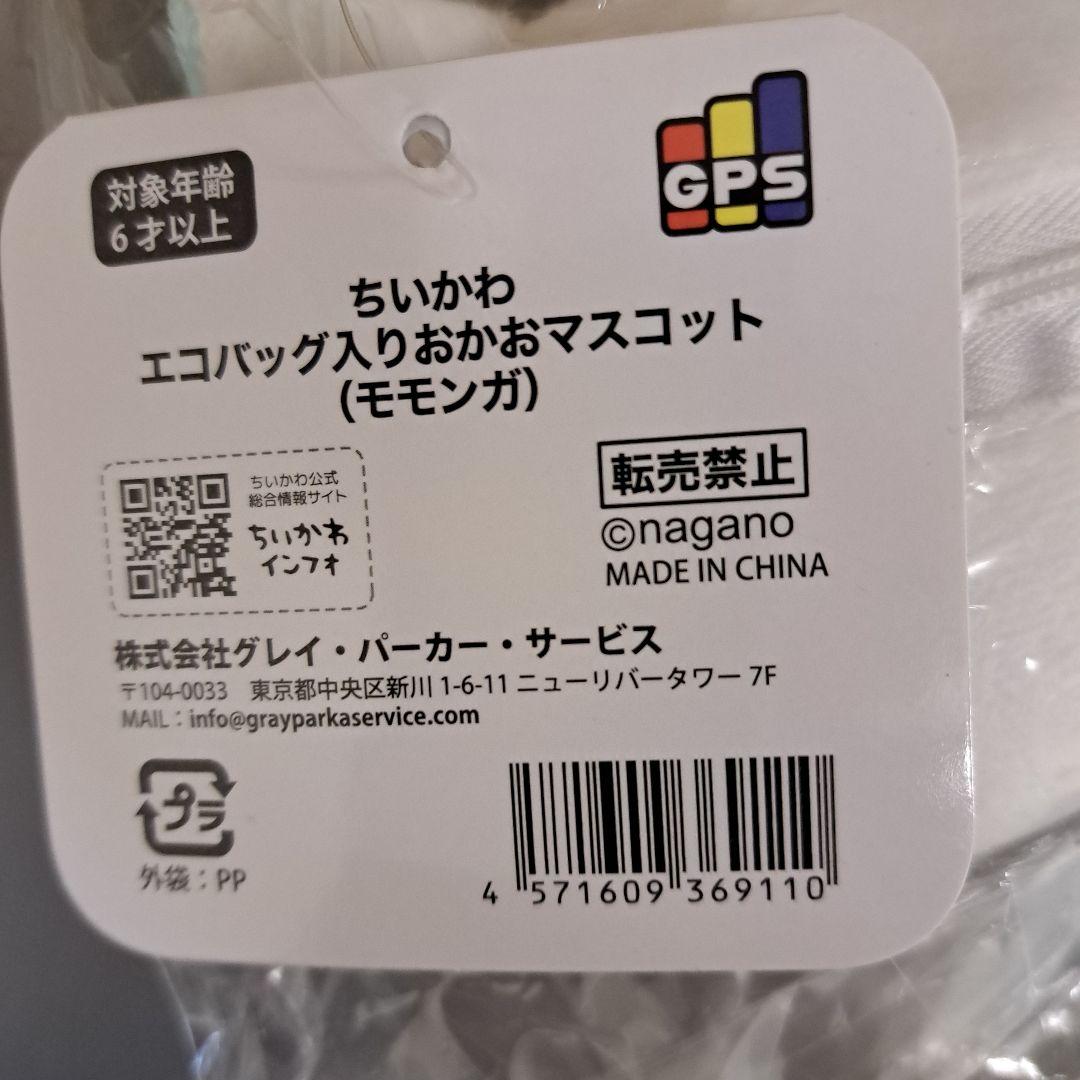 対象年齢
6才以上
GPS
ちいかわ
エコバッグ入りおかおマスコット
(モモンガ)
ちいかわ公式
総合情報サイト
ちいかわ
インフォ
転売禁止
©nagano
MADE IN CHINA
株式会社グレイ・パーカー・サービス
〒104-0033 東京都中央区新川 1-6-11 ニューリバータワー 7F
MAIL：info@grayparkaservice.com
プラ
外袋：PP
4 571609 369110